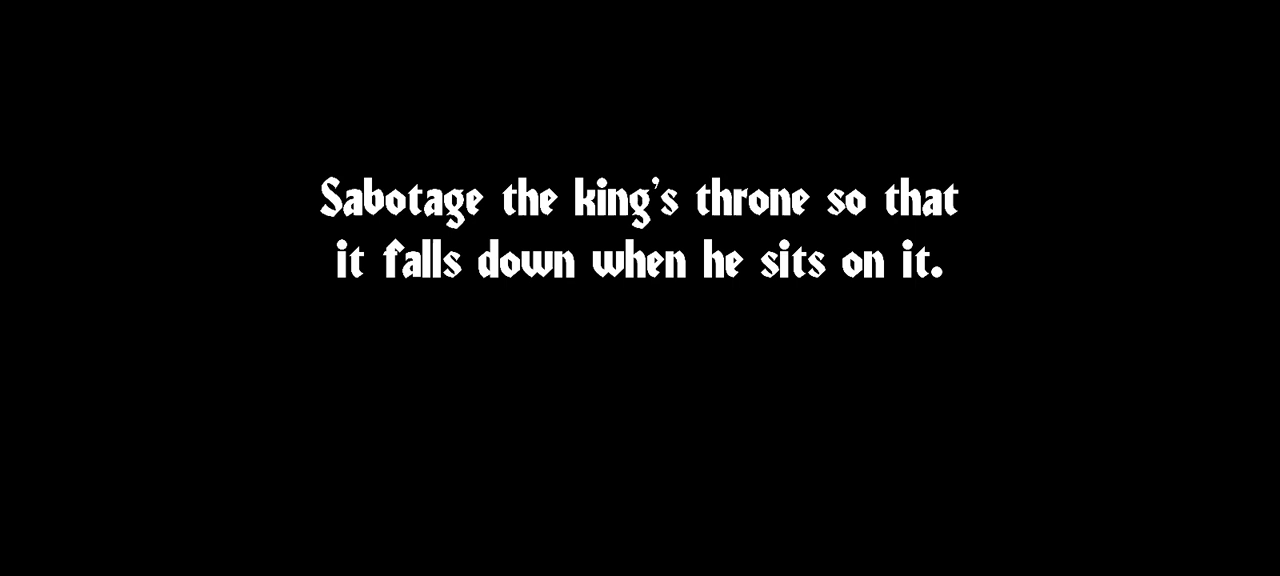 Sabotage the king's throne so that
it falls down when he sits on it.